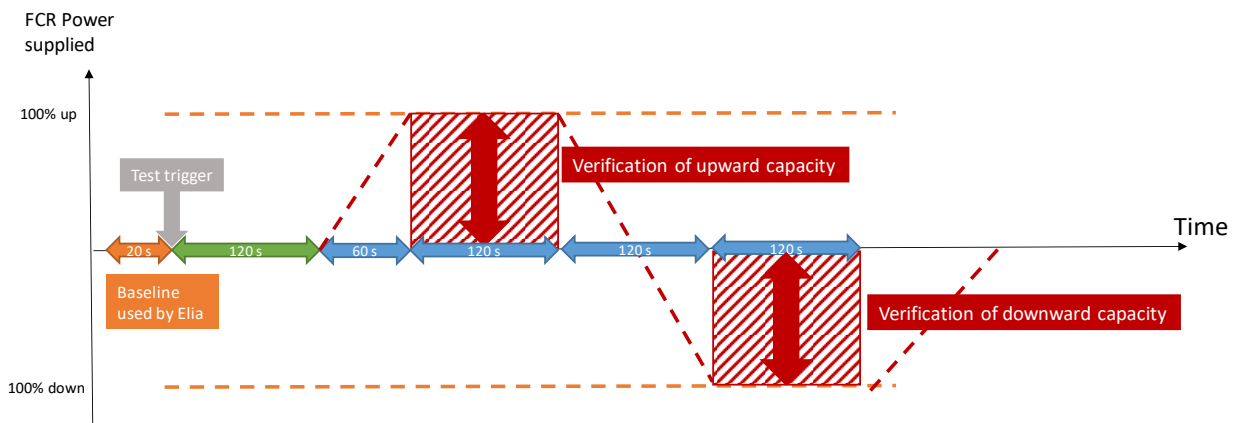 FCR Power
supplied
100% up
Test trigger
Verification of upward capacity
Time
20 s
120 s
60 s
120 s
120 s
120 s
Baseline
used by Elia
Verification of downward capacity
100% down